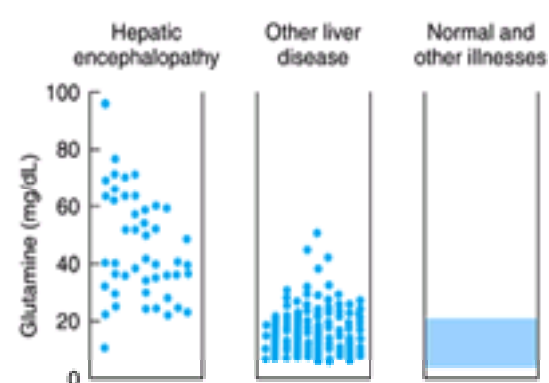 Hepatic
encephalopathy
Other liver
disease
Normal and
other illnesses
Glutamine (mg/dL)
100
80
60
40
20
0